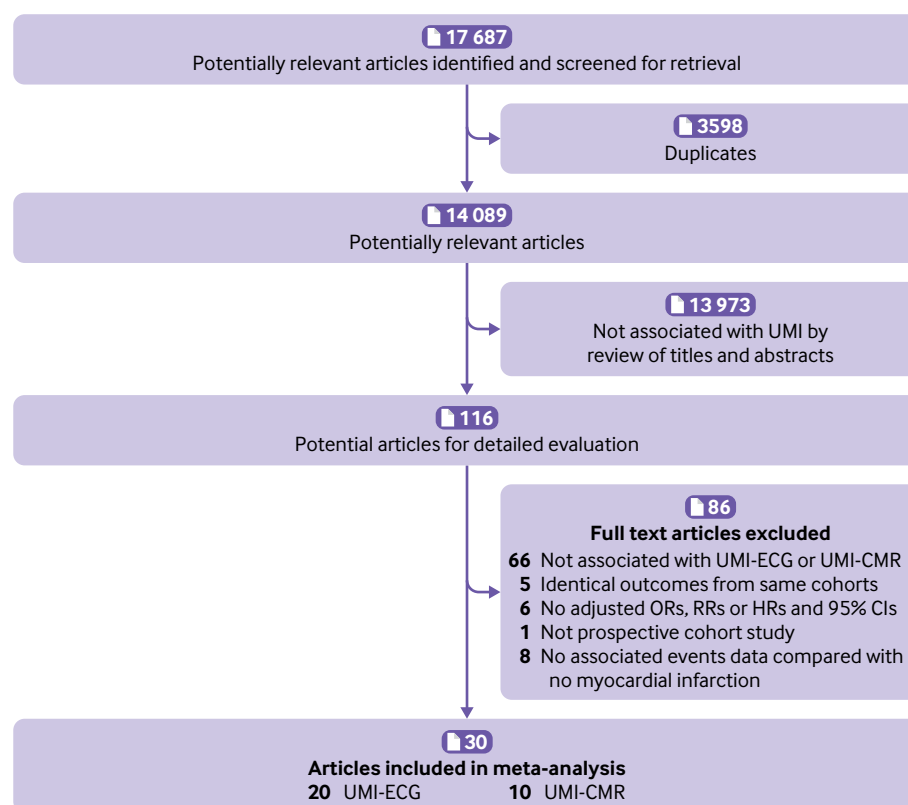 17 687
Potentially relevant articles identified and screened for retrieval
3598
Duplicates
14 089
Potentially relevant articles
13 973
Not associated with UMI by
review of titles and abstracts
116
Potential articles for detailed evaluation
86
Full text articles excluded
66 Not associated with UMI-ECG or UMI-CMR
5 Identical outcomes from same cohorts
6 No adjusted ORs, RRs or HRs and 95% CIs
1 Not prospective cohort study
8 No associated events data compared with
no myocardial infarction
30
Articles included in meta-analysis
20 UMI-ECG 10 UMI-CMR